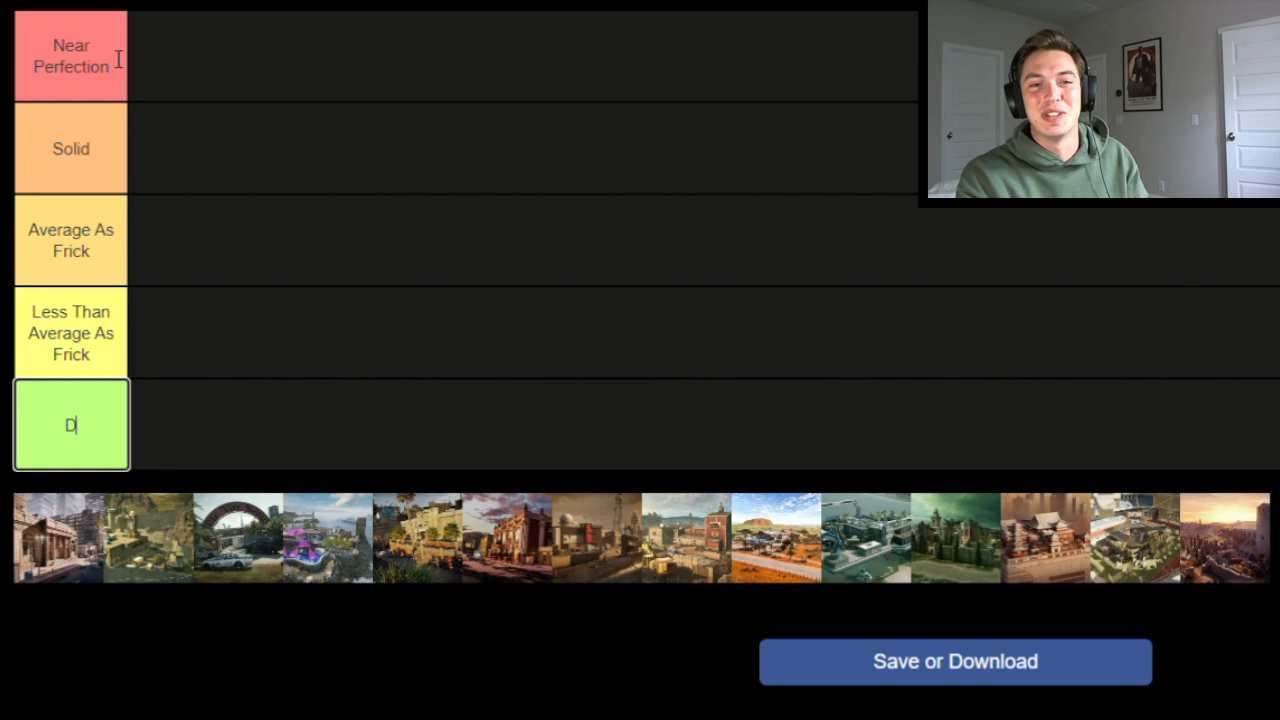 Near
Perfection
Solid
Average As
Frick
Less Than
Average As
Frick
D
Save or Download